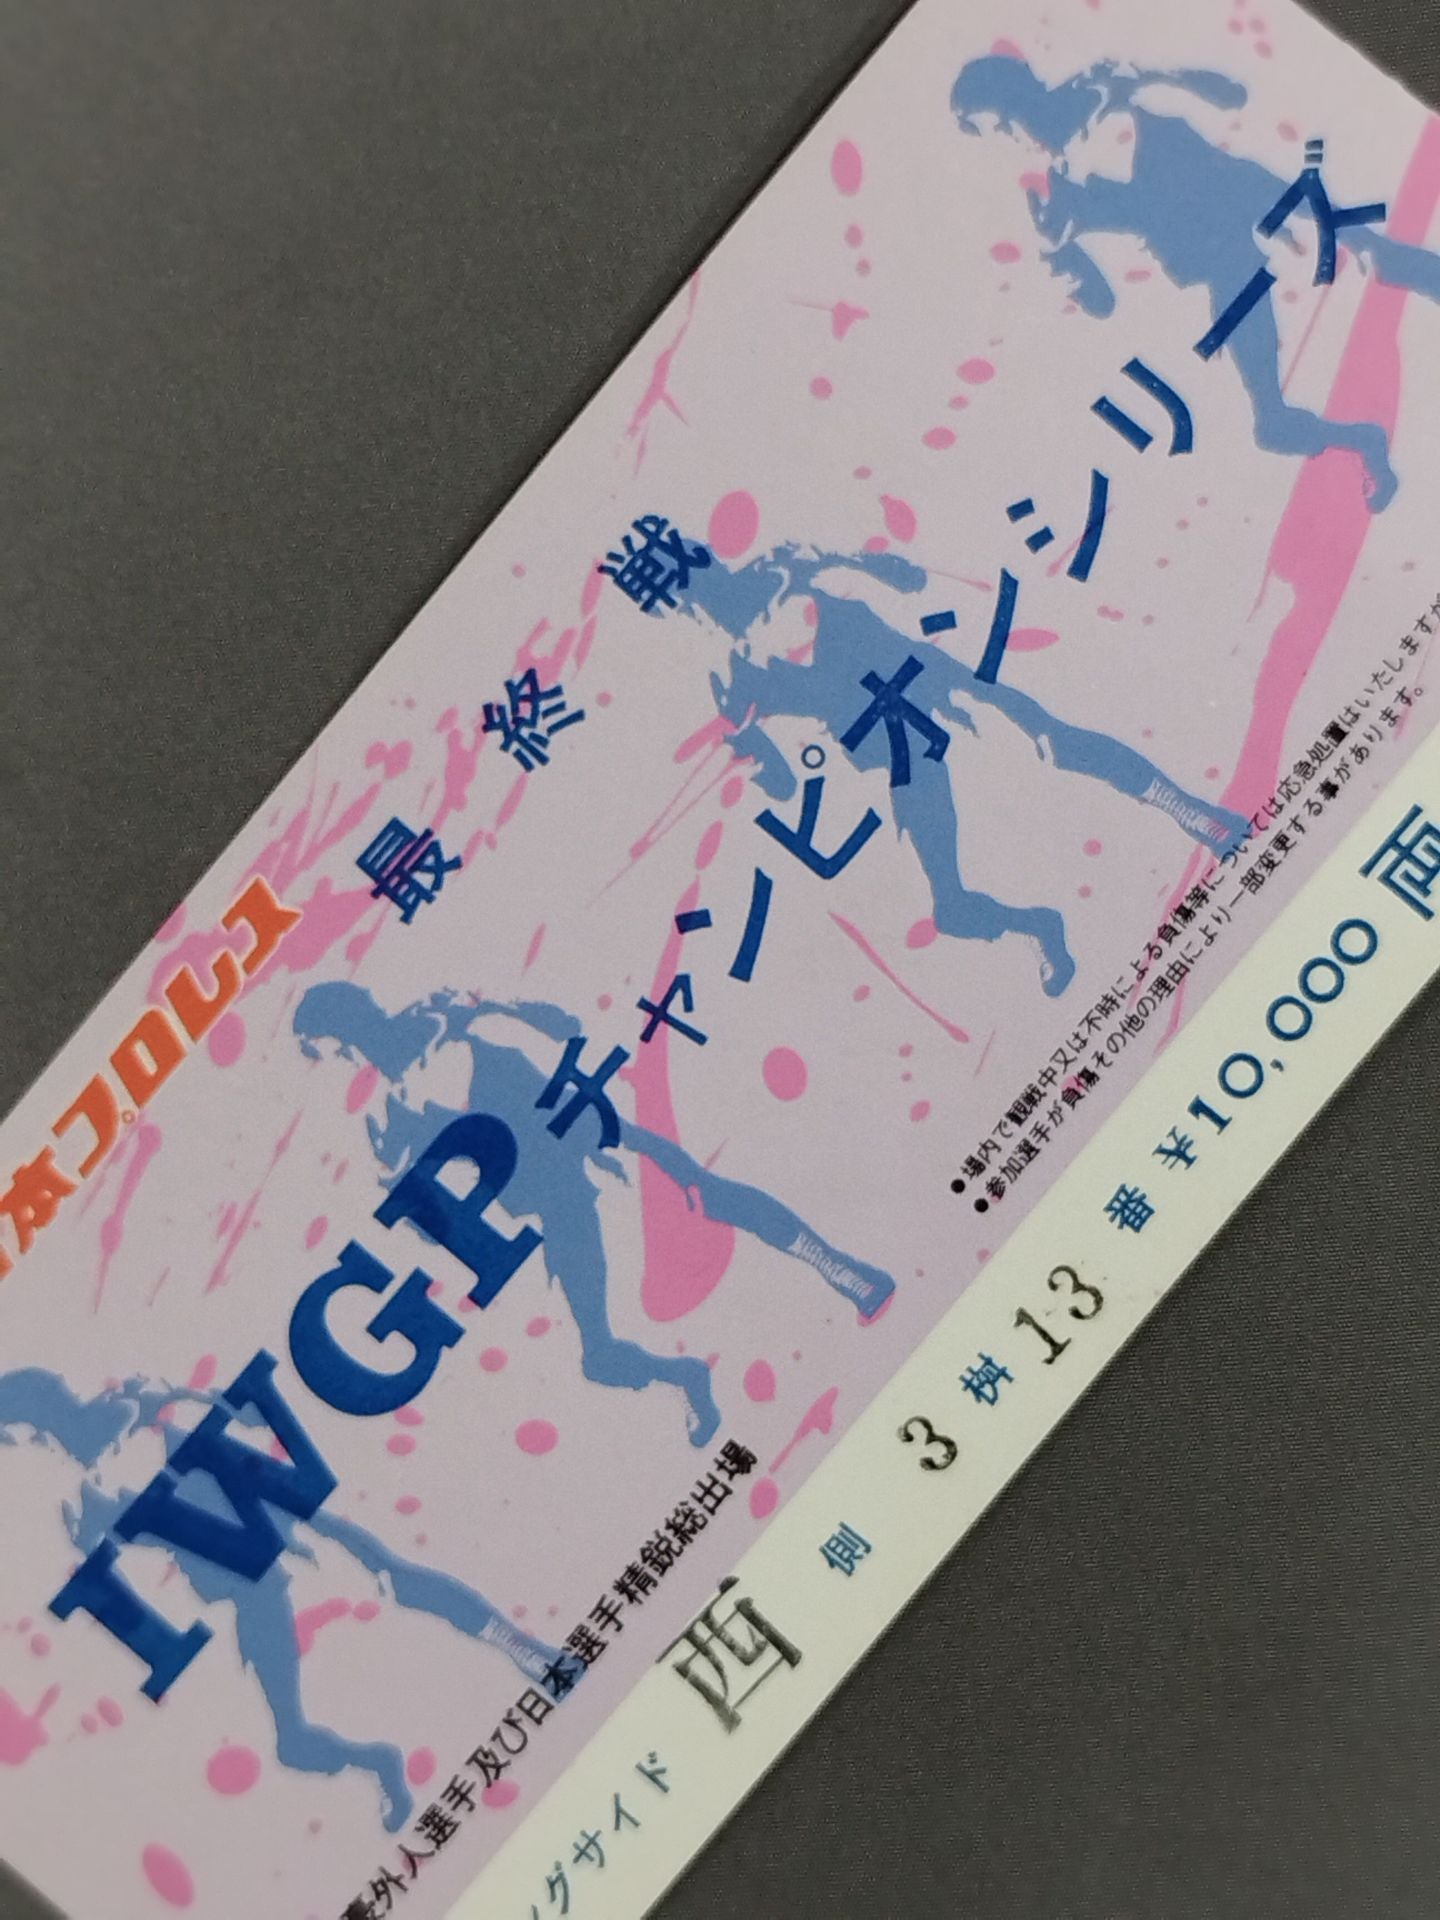 本プロレス
最終戦
IWGPチャンピオンシリーズ
外人選手及び日本選手精鋭総出場
●場内で観戦中又は不時による負傷等については応急処置はいたしますが
●参加選手が負傷その他の理由により一部変更する事があります。
グサイド 西側 3桝13番 ¥10,000 両